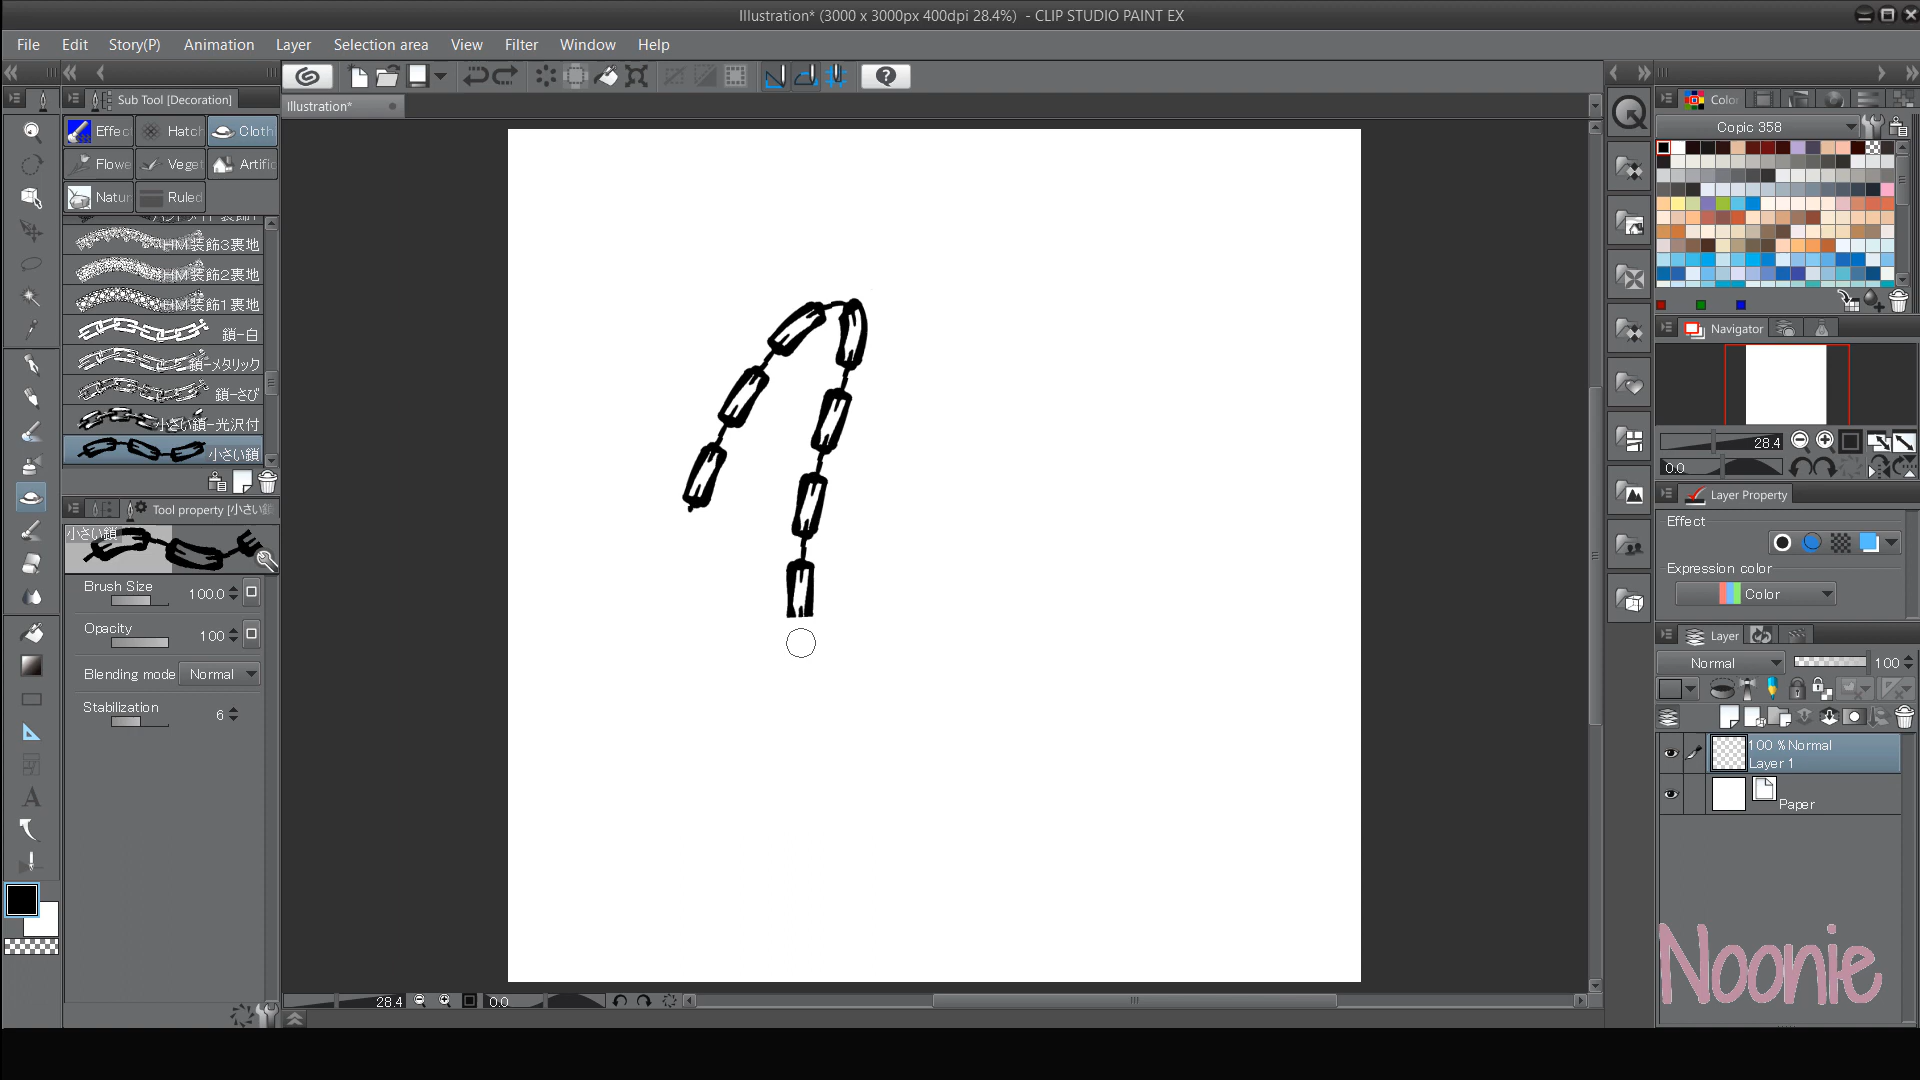 Illustration* (3000 x 3000px 400dpi 28.4%) - CLIP STUDIO PAINT EX
File Edit Story(P) Animation Layer Selection area View Filter Window Help
Sub Tool [Decoration]
Illustration*
Color
Effec Hatch Cloth
Flowe Veget Artific
Natur Ruled
Copic 358
HM装飾3裏地
HM装飾2裏地
HM装飾1裏地
鎖-白
鎖-メタリック
鎖-さび
小さい鎖-光沢付
小さい鎖
Tool property [小さい鎖
小さい鎖
Brush Size 100.0
Opacity 100
Blending mode Normal
Stabilization 6
Navigator
28.4
0.0
Layer Property
Effect
Expression color
Color
Layer
Normal 100
100 % Normal
Layer 1
Paper
Noonie
28.4 0.0